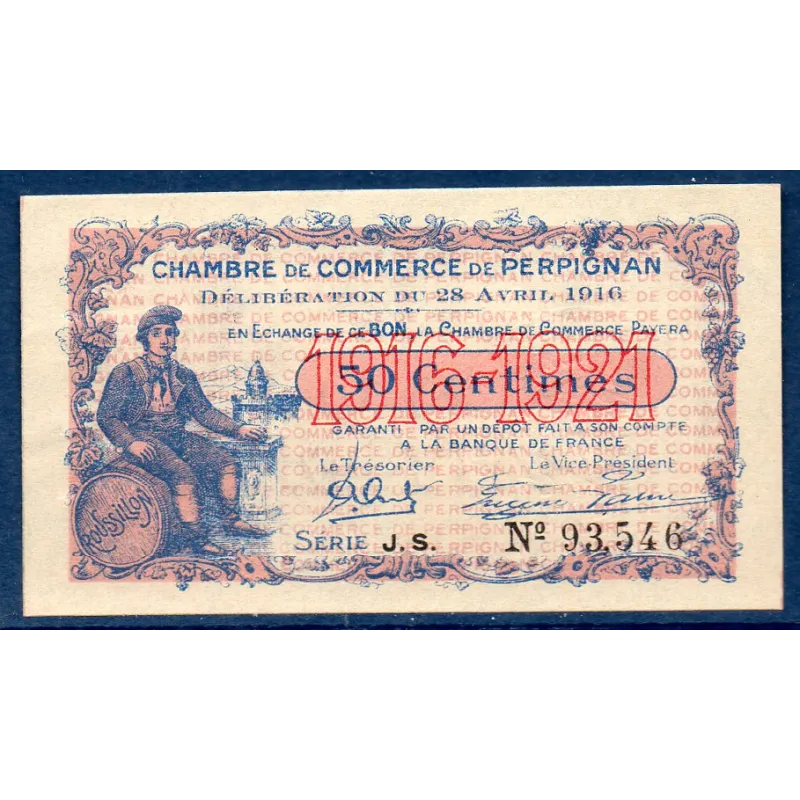 CHAMBRE DE COMMERCE DE PERPIGNAN
DÉLIBÉRATION DU 28 AVRIL 1916
EN ECHANGE DE CE BON, LA CHAMBRE DE COMMERCE PAYERA
1916-1921
50 Centimes
GARANTI PAR UN DÉPOT FAIT A SON COMPTE
A LA BANQUE DE FRANCE
Le Trésorier Le Vice-Président
ROUSSILLON
SÉRIE J.S. Nº 93,546